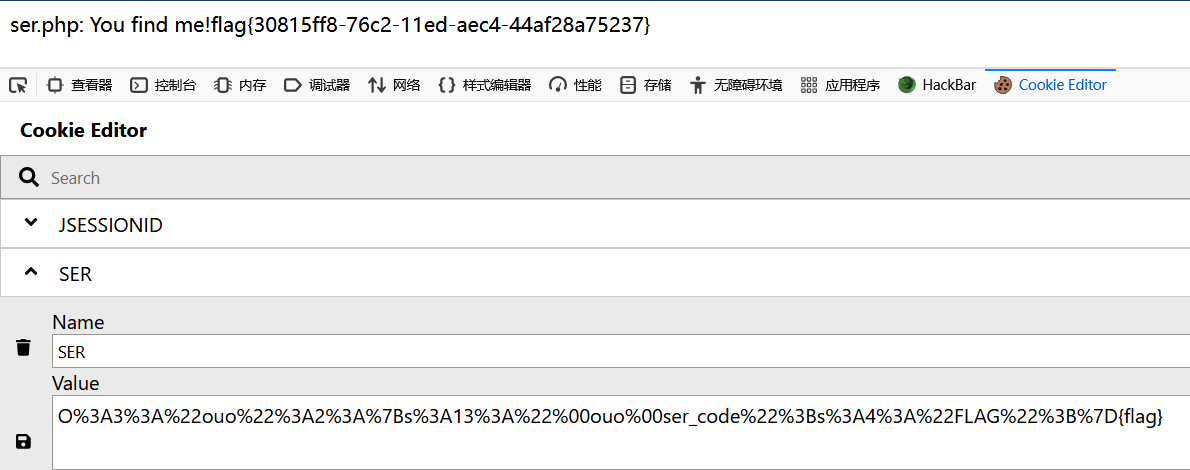 ser.php: You find me!flag{30815ff8-76c2-11ed-aec4-44af28a75237}
查看器 控制台 内存 调试器 网络 样式编辑器 性能 存储 无障碍环境 应用程序 HackBar Cookie Editor
Cookie Editor
Search
JSESSIONID
SER
Name
SER
Value
O%3A3%3A%22ouo%22%3A2%3A%7Bs%3A13%3A%22%00ouo%00ser_code%22%3Bs%3A4%3A%22FLAG%22%3B%7D{flag}